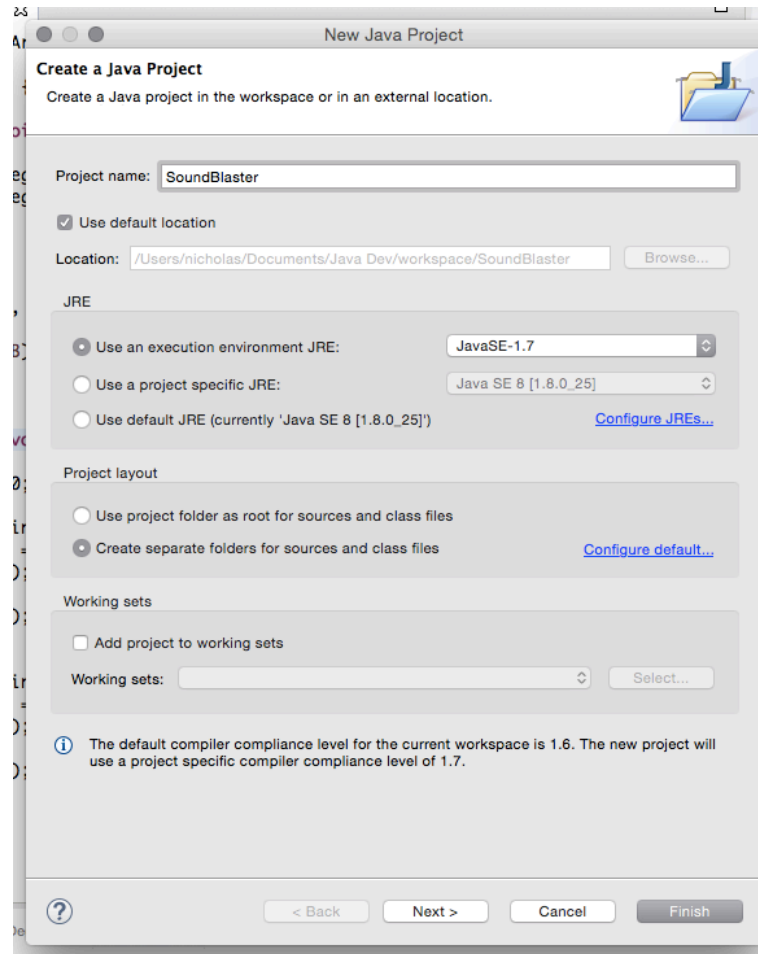 New Java Project
Create a Java Project
Create a Java project in the workspace or in an external location.
Project name: SoundBlaster
Use default location
Location: /Users/nicholas/Documents/Java Dev/workspace/SoundBlaster Browse...
JRE
Use an execution environment JRE: JavaSE-1.7
Use a project specific JRE: Java SE 8 [1.8.0_25]
Use default JRE (currently 'Java SE 8 [1.8.0_25]') Configure JREs...
Project layout
Use project folder as root for sources and class files
Create separate folders for sources and class files Configure default...
Working sets
Add project to working sets
Working sets: Select...
The default compiler compliance level for the current workspace is 1.6. The new project will
use a project specific compiler compliance level of 1.7.
? < Back Next > Cancel Finish